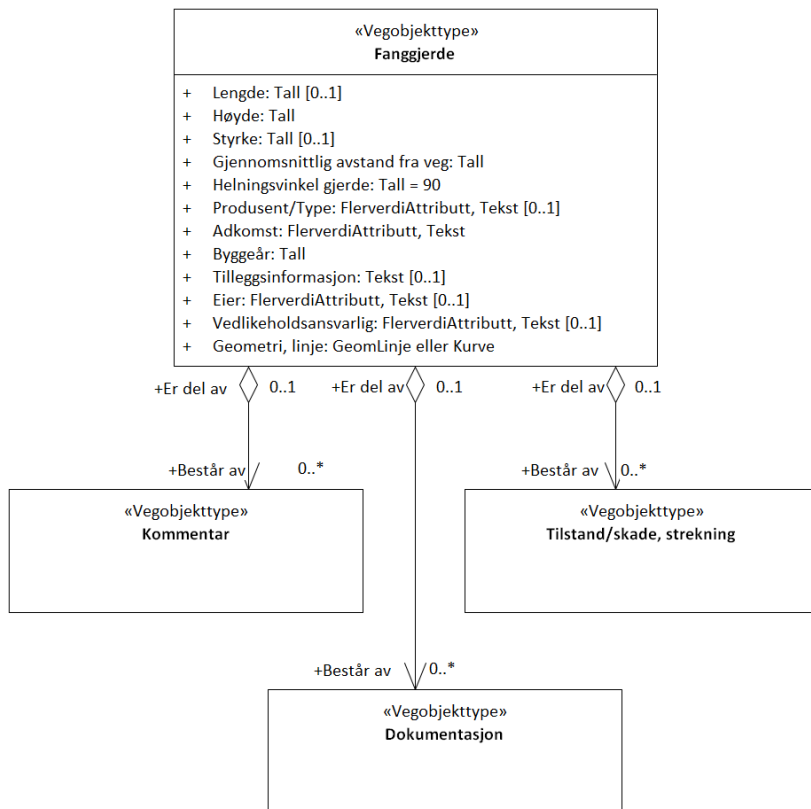 «Vegobjekttype»
Fanggjerde
+ Lengde: Tall [0..1]
+ Høyde: Tall
+ Styrke: Tall [0..1]
+ Gjennomsnittlig avstand fra veg: Tall
+ Helningsvinkel gjerde: Tall = 90
+ Produsent/Type: FlerverdiAttributt, Tekst [0..1]
+ Adkomst: FlerverdiAttributt, Tekst
+ Byggeår: Tall
+ Tilleggsinformasjon: Tekst [0..1]
+ Eier: FlerverdiAttributt, Tekst [0..1]
+ Vedlikeholdsansvarlig: FlerverdiAttributt, Tekst [0..1]
+ Geometri, linje: GeomLinje eller Kurve
+Er del av 0..1 +Er del av 0..1 +Er del av 0..1
+Består av 0..* +Består av 0..*
«Vegobjekttype»
Kommentar
«Vegobjekttype»
Tilstand/skade, strekning
+Består av 0..*
«Vegobjekttype»
Dokumentasjon